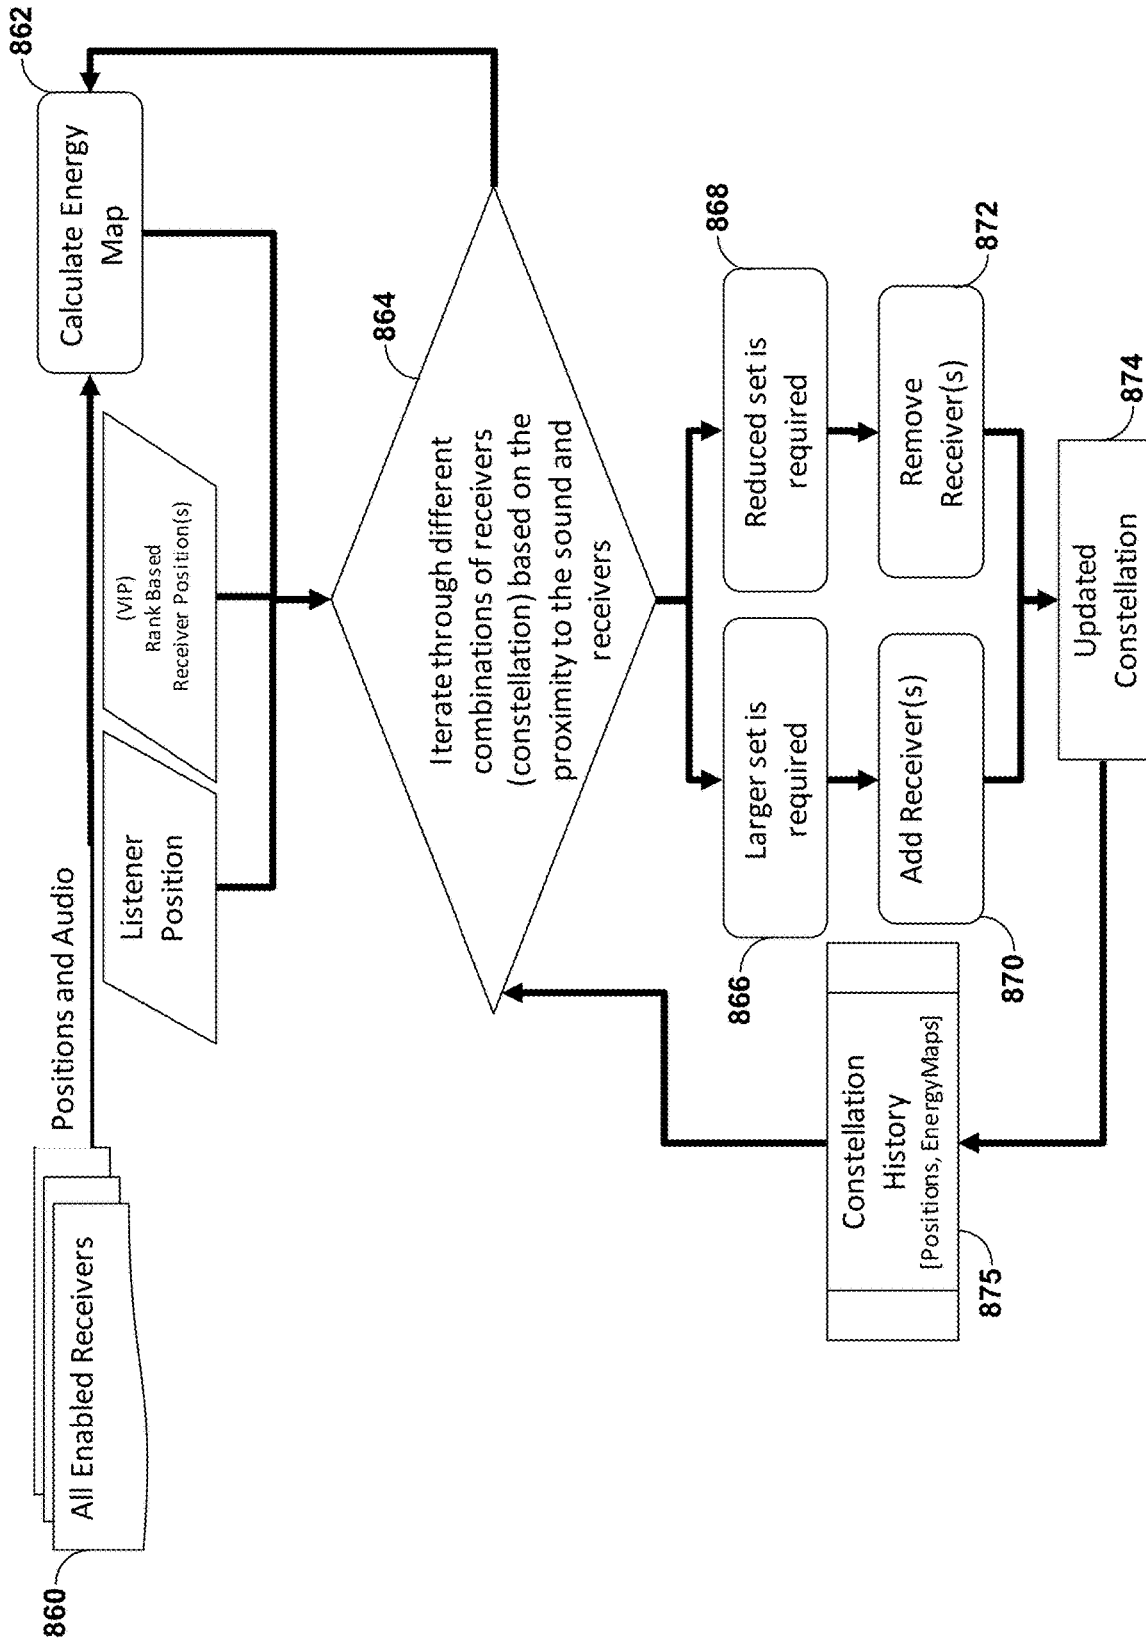 860
All Enabled Receivers
Positions and Audio
Listener
Position
(VIP)
Rank Based
Receiver Position(s)
862
Calculate Energy
Map
864
Iterate through different
combinations of receivers
(constellation) based on the
proximity to the sound and
receivers
866
Larger set is
required
868
Reduced set is
required
870
Add Receiver(s)
872
Remove
Receiver(s)
874
Updated
Constellation
875
Constellation
History
[Positions, EnergyMaps]